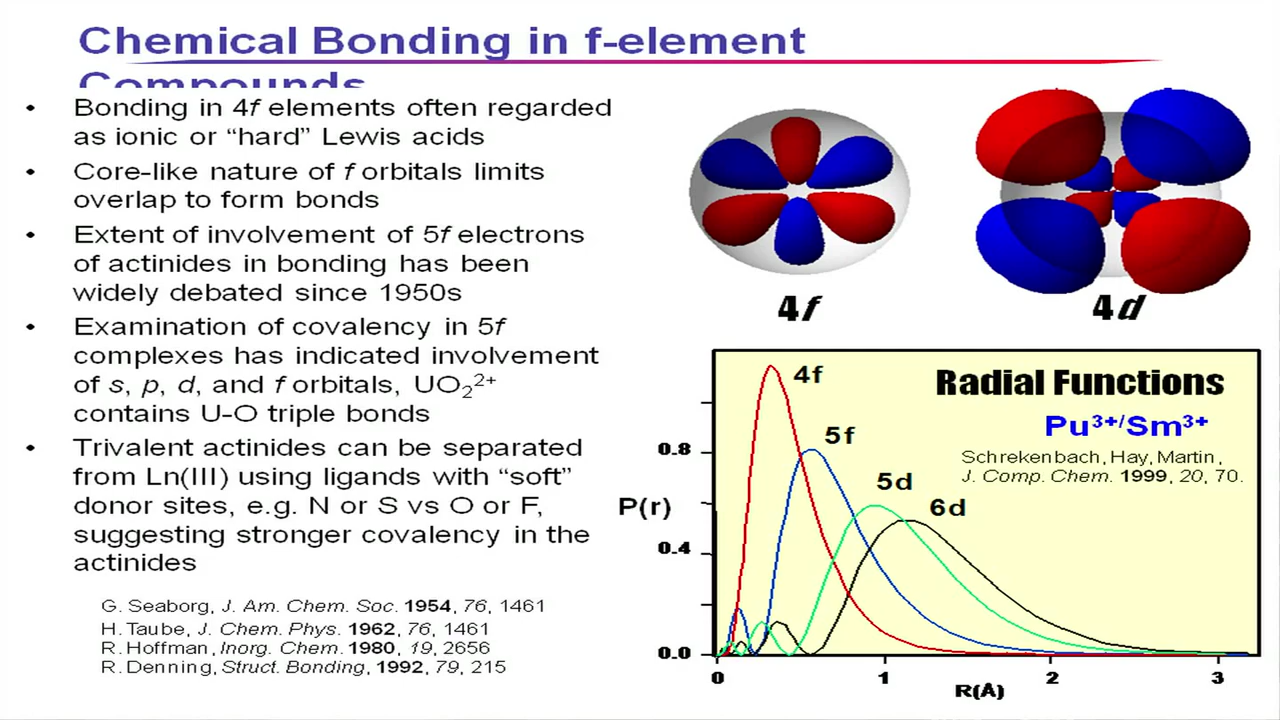 Chemical Bonding in f-element
Compounds
• Bonding in 4f elements often regarded
as ionic or “hard” Lewis acids
• Core-like nature of f orbitals limits
overlap to form bonds
• Extent of involvement of 5f electrons
of actinides in bonding has been
widely debated since 1950s
• Examination of covalency in 5f
complexes has indicated involvement
of s, p, d, and f orbitals, UO₂²⁺
contains U-O triple bonds
• Trivalent actinides can be separated
from Ln(III) using ligands with “soft”
donor sites, e.g. N or S vs O or F,
suggesting stronger covalency in the
actinides
G. Seaborg, J. Am. Chem. Soc. 1954, 76, 1461
H. Taube, J. Chem. Phys. 1962, 76, 1461
R. Hoffman, Inorg. Chem. 1980, 19, 2656
R. Denning, Struct. Bonding, 1992, 79, 215
4f
4d
Radial Functions
Pu³⁺/Sm³⁺
Schrekenbach, Hay, Martin,
J. Comp. Chem. 1999, 20, 70.
4f
5f
5d
6d
P(r)
0.8
0.4
0.0
0
1
2
3
R(Å)